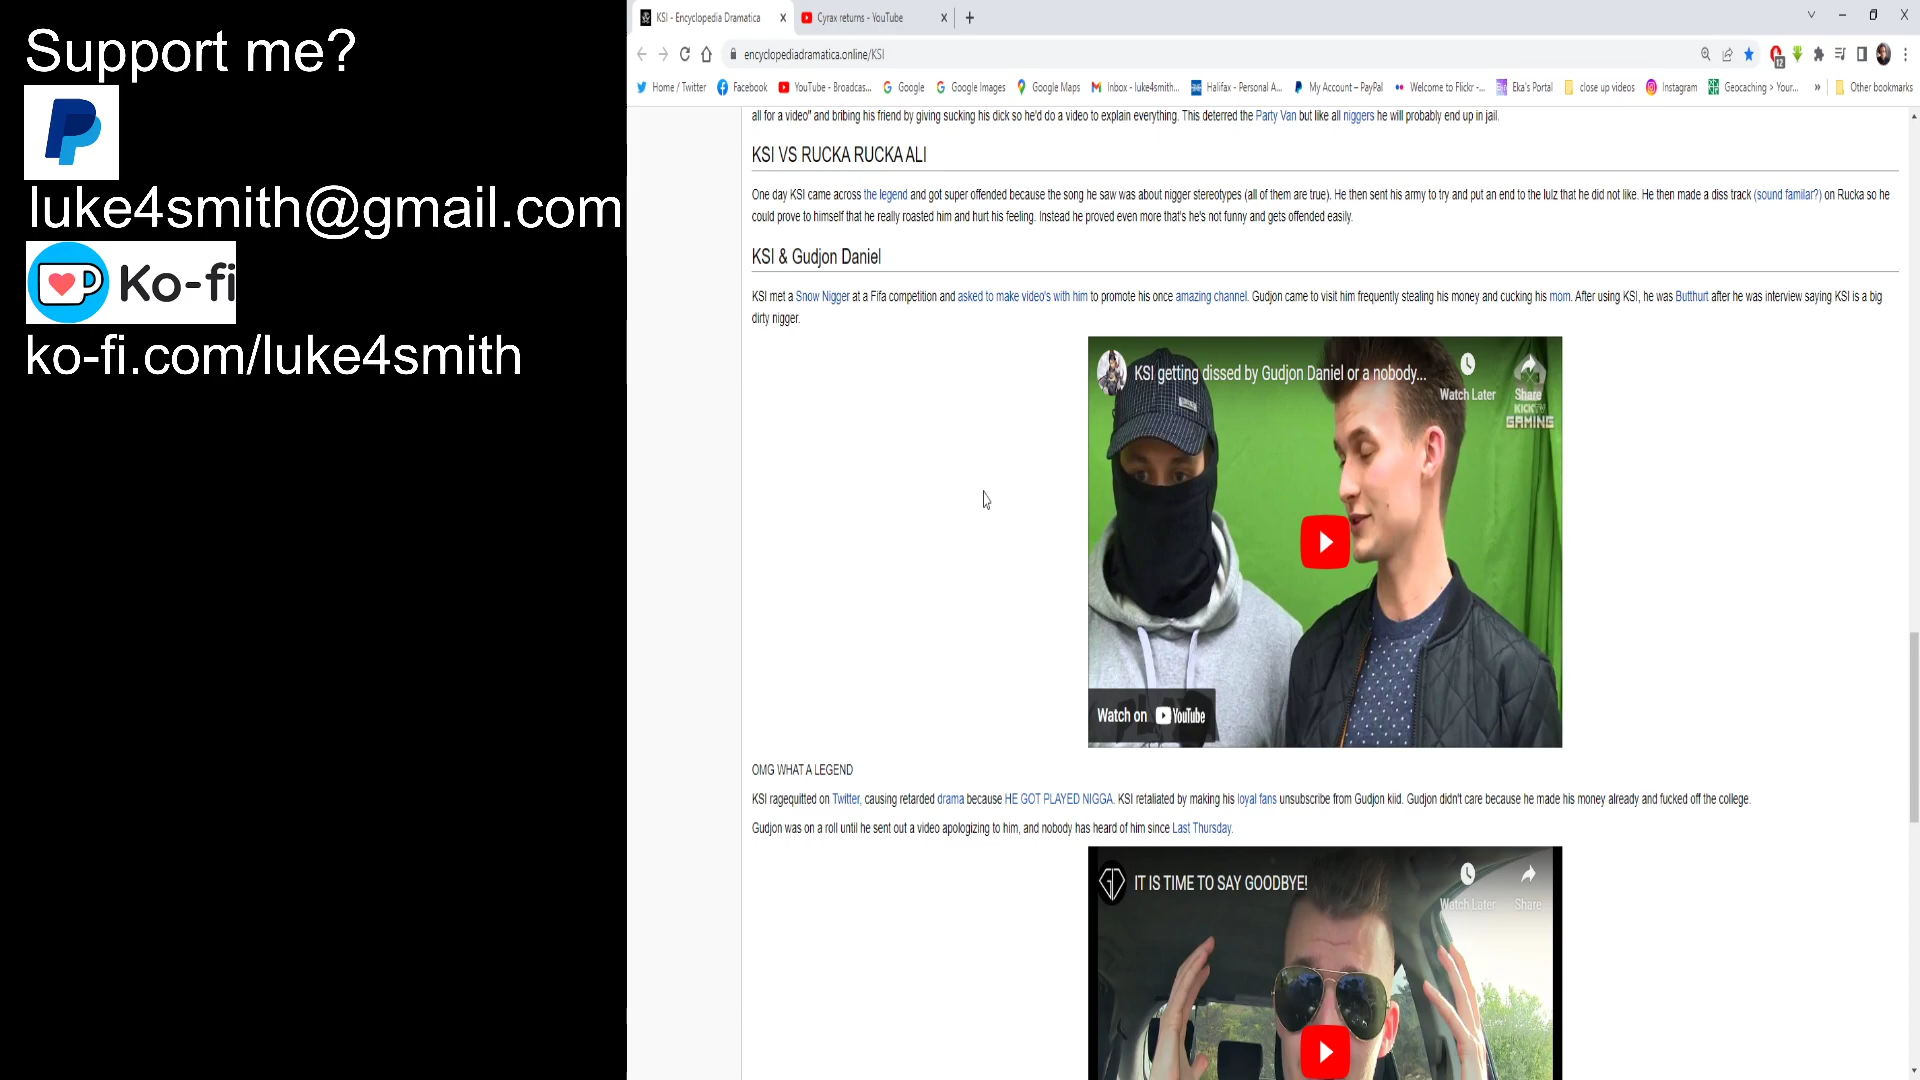 Support me?
luke4smith@gmail.com
Ko-fi
ko-fi.com/luke4smith
KSI - Encyclopedia Dramatica
Cyrax returns - YouTube
encyclopediadramatica.online/KSI
12
Home / Twitter
Facebook
YouTube - Broadcas...
Google
Google Images
Google Maps
Inbox - luke4smith...
Halifax - Personal A...
My Account – PayPal
Welcome to Flickr -...
Eka's Portal
close up videos
Instagram
Geocaching > Your...
Other bookmarks
all for a video" and bribing his friend by giving sucking his dick so he'd do a video to explain everything. This deterred the Party Van but like all niggers he will probably end up in jail.
KSI VS RUCKA RUCKA ALI
One day KSI came across the legend and got super offended because the song he saw was about nigger stereotypes (all of them are true). He then sent his army to try and put an end to the lulz that he did not like. He then made a diss track (sound familar?) on Rucka so he
could prove to himself that he really roasted him and hurt his feeling. Instead he proved even more that's he's not funny and gets offended easily.
KSI & Gudjon Daniel
KSI met a Snow Nigger at a Fifa competition and asked to make video's with him to promote his once amazing channel. Gudjon came to visit him frequently stealing his money and cucking his mom. After using KSI, he was Butthurt after he was interview saying KSI is a big
dirty nigger.
KSI getting dissed by Gudjon Daniel or a nobody...
Watch Later
Share
KICKTV
GAMING
Watch on YouTube
OMG WHAT A LEGEND
KSI ragequitted on Twitter, causing retarded drama because HE GOT PLAYED NIGGA. KSI retaliated by making his loyal fans unsubscribe from Gudjon kiid. Gudjon didn't care because he made his money already and fucked off the college.
Gudjon was on a roll until he sent out a video apologizing to him, and nobody has heard of him since Last Thursday.
IT IS TIME TO SAY GOODBYE!
Watch Later
Share